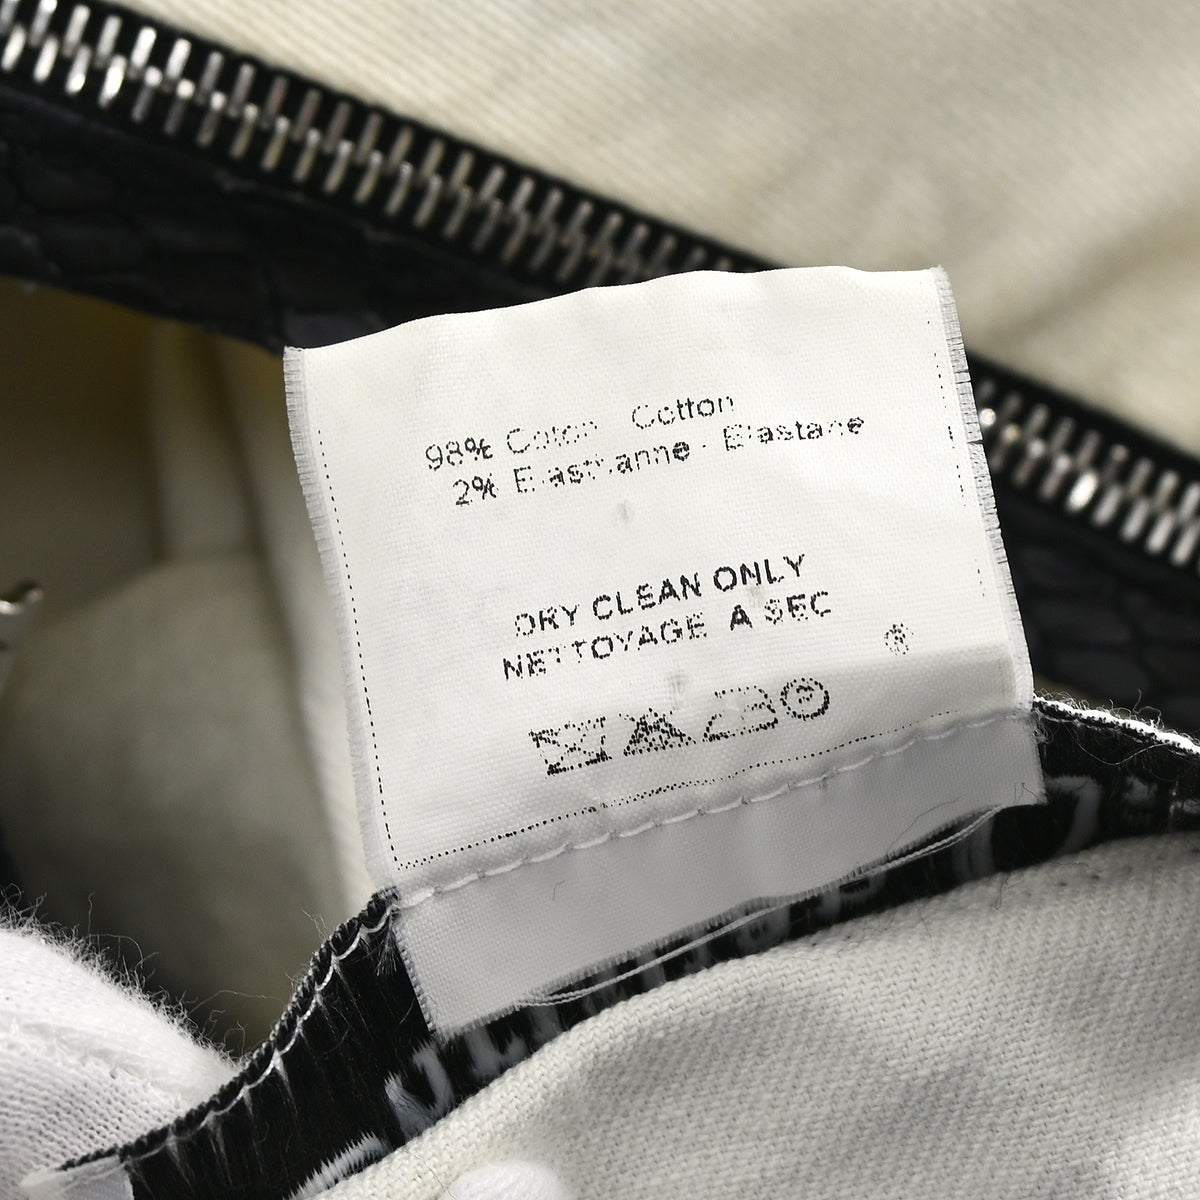 98% Coton - Cotton
2% Elasthanne - Elastane
DRY CLEAN ONLY
NETTOYAGE A SEC
®
P